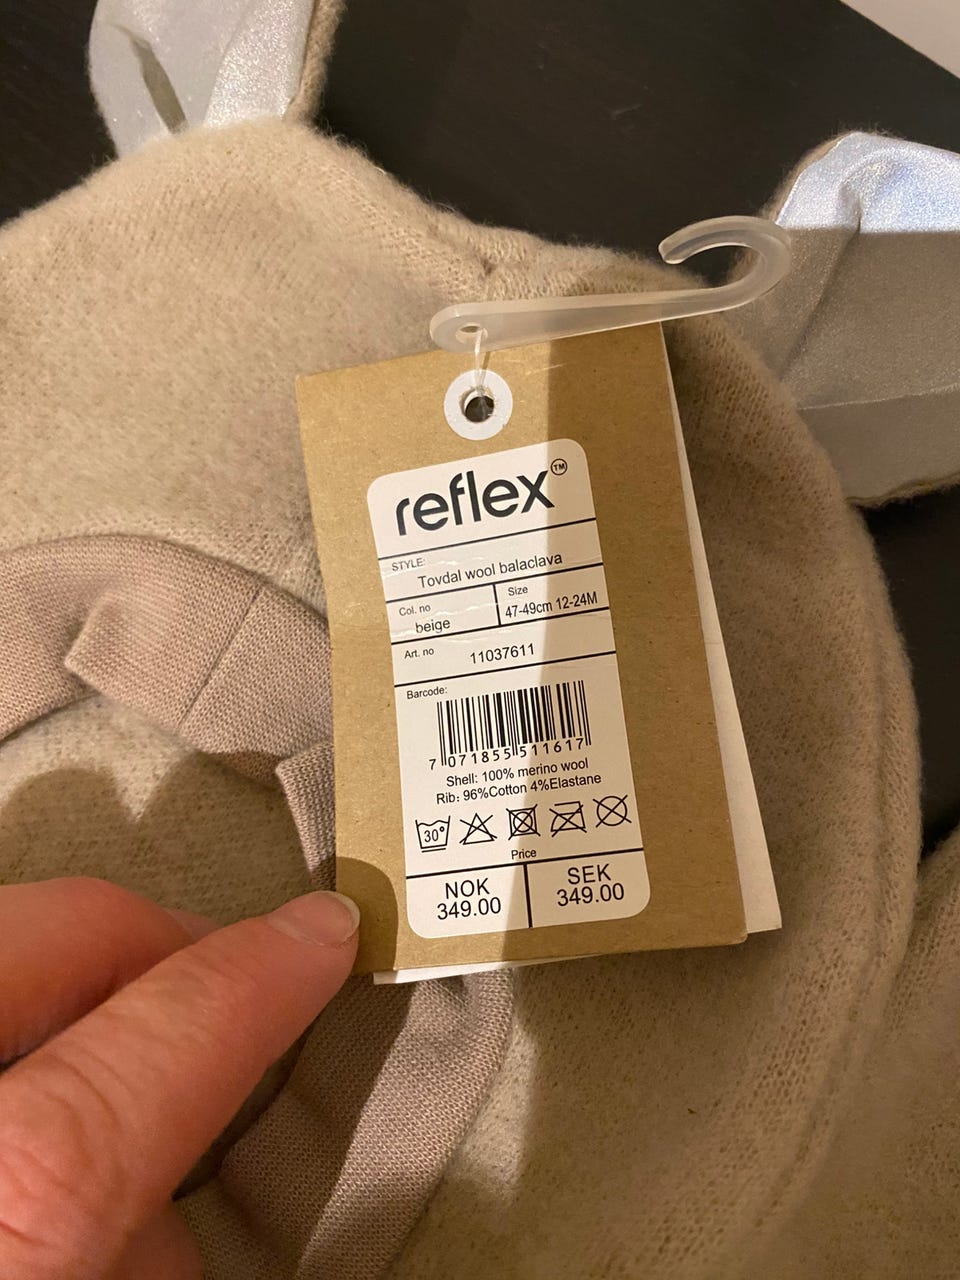 reflex™
STYLE:
Tovdal wool balaclava
Col. no
beige
Size
47-49cm 12-24M
Art. no
11037611
Barcode:
7 071855 511617
Shell: 100% merino wool
Rib: 96%Cotton 4%Elastane
30°
Price
NOK
349.00
SEK
349.00